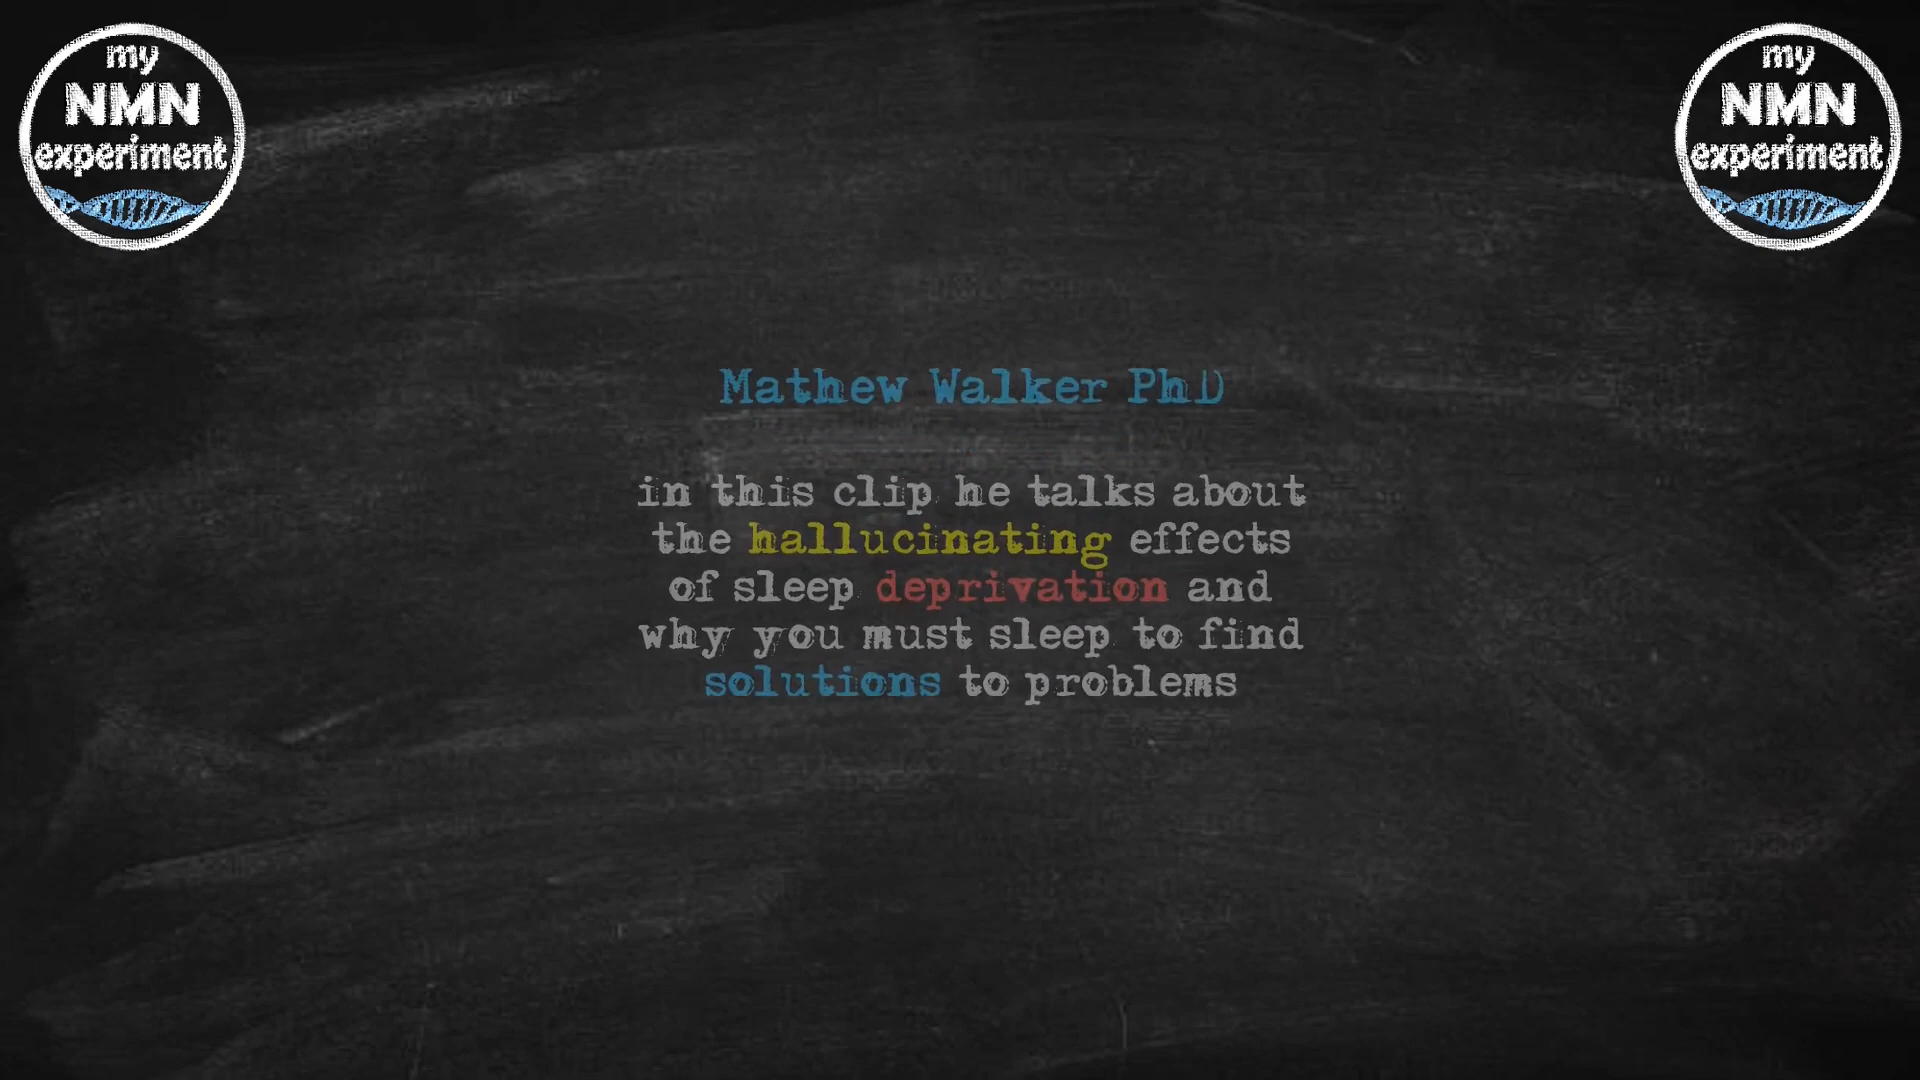 my
NMN
experiment
my
NMN
experiment
Mathew Walker PhD
in this clip he talks about
the hallucinating effects
of sleep deprivation and
why you must sleep to find
solutions to problems